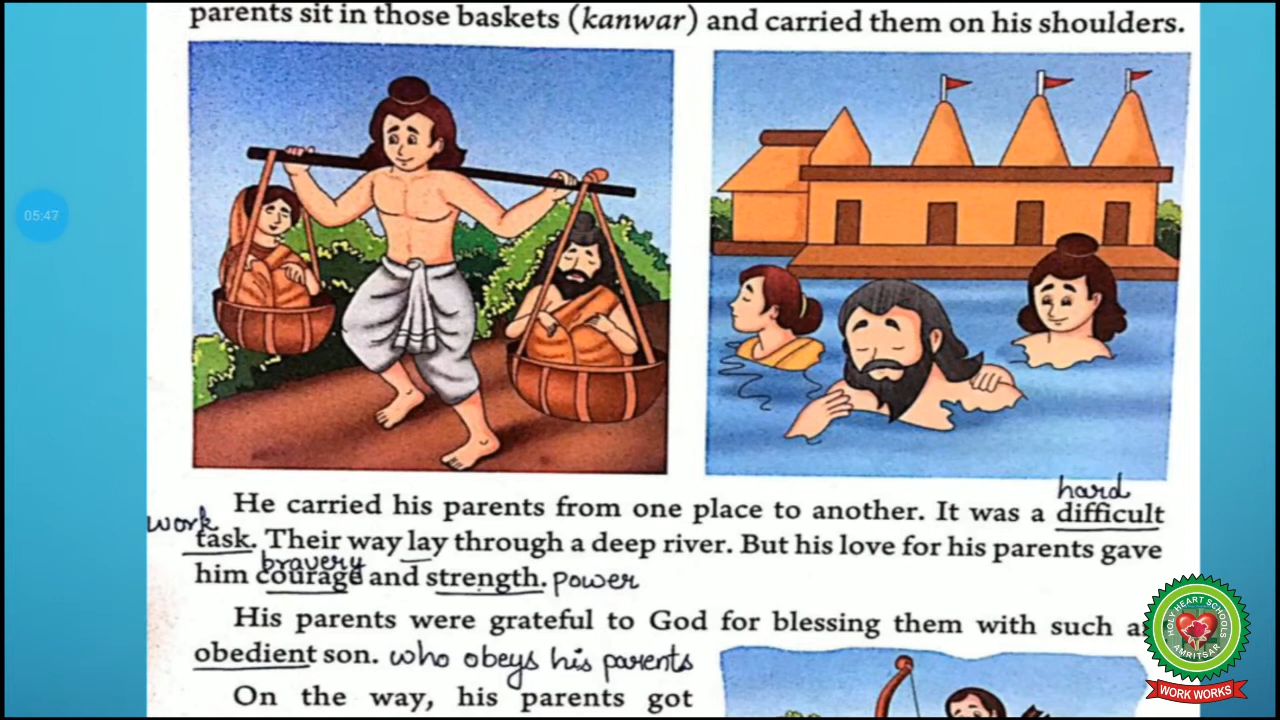 parents sit in those baskets (kanwar) and carried them on his shoulders.
05:47
hard
He carried his parents from one place to another. It was a difficult
work
task. Their way lay through a deep river. But his love for his parents gave
bravery
him courage and strength. power
His parents were grateful to God for blessing them with such a
obedient son. who obeys his parents
On the way, his parents got
HOLY HEART SCHOOLS
AMRITSAR
WORK WORKS